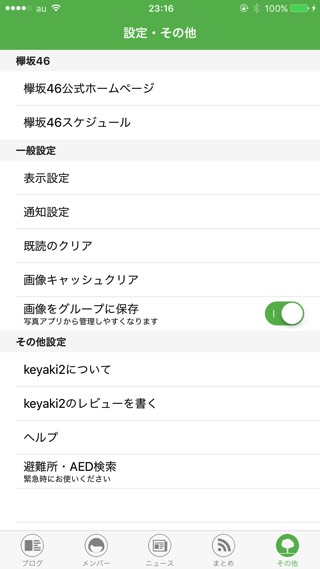 au 23:16 100%
設定・その他
欅坂46
欅坂46公式ホームページ
欅坂46スケジュール
一般設定
表示設定
通知設定
既読のクリア
画像キャッシュクリア
画像をグループに保存
写真アプリから管理しやすくなります
その他設定
keyaki2について
keyaki2のレビューを書く
ヘルプ
避難所・AED検索
緊急時にお使いください
ブログ メンバー ニュース まとめ その他